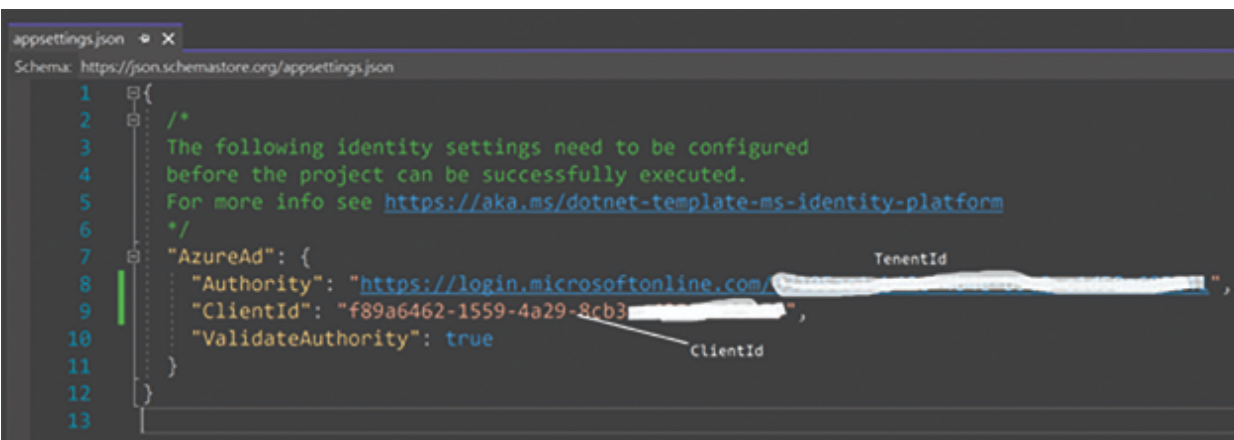 appsettings.json
Schema: https://json.schemastore.org/appsettings.json
1 {
2 /*
3 The following identity settings need to be configured
4 before the project can be successfully executed.
5 For more info see https://aka.ms/dotnet-template-ms-identity-platform
6 */
7 "AzureAd": {
TenentId
8 "Authority": "https://login.microsoftonline.com/ ",
9 "ClientId": "f89a6462-1559-4a29-8cb3 ",
10 "ValidateAuthority": true
ClientId
11 }
12 }
13